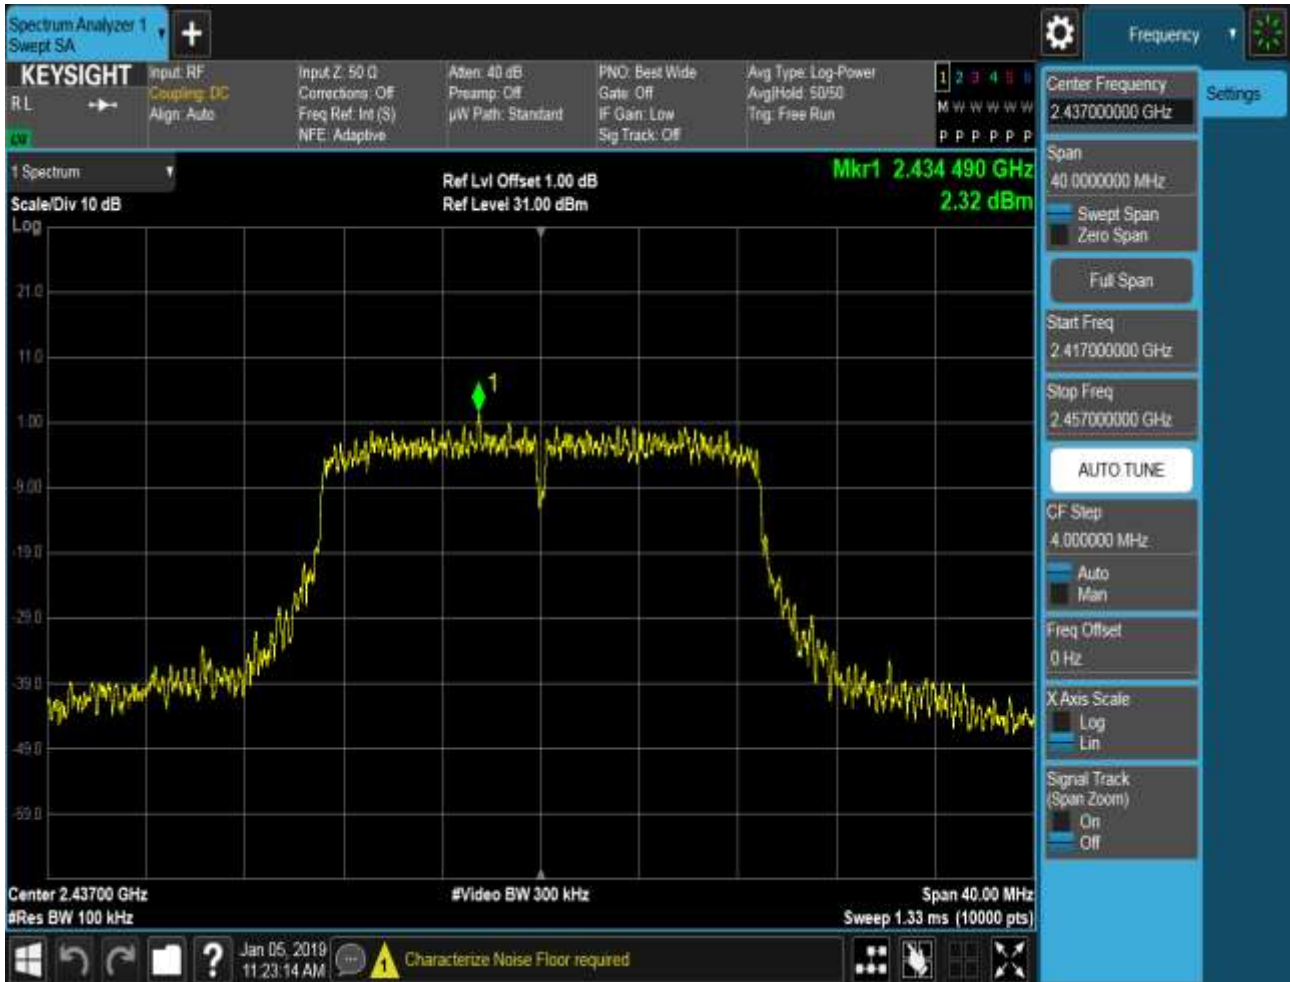 Spectrum Analyzer 1
Swept SA
+
Frequency
KEYSIGHT
RL
LXI
Input: RF
Coupling: DC
Align: Auto
Input Z: 50 Ω
Corrections: Off
Freq Ref: Int (S)
NFE: Adaptive
Atten: 40 dB
Preamp: Off
µW Path: Standard
PNO: Best Wide
Gate: Off
IF Gain: Low
Sig Track: Off
Avg Type: Log-Power
Avg|Hold: 50/50
Trig: Free Run
1 2 3 4 5 6
M W W W W W
P P P P P P
Center Frequency
2.437000000 GHz
Settings
Span
40.0000000 MHz
Swept Span
Zero Span
Full Span
Start Freq
2.417000000 GHz
Stop Freq
2.457000000 GHz
AUTO TUNE
CF Step
4.000000 MHz
Auto
Man
Freq Offset
0 Hz
X Axis Scale
Log
Lin
Signal Track
(Span Zoom)
On
Off
1 Spectrum
Scale/Div 10 dB
Log
Ref Lvl Offset 1.00 dB
Ref Level 31.00 dBm
Mkr1 2.434 490 GHz
2.32 dBm
21.0
11.0
1.00
-9.00
-19.0
-29.0
-39.0
-49.0
-59.0
1
Center 2.43700 GHz
#Res BW 100 kHz
#Video BW 300 kHz
Span 40.00 MHz
Sweep 1.33 ms (10000 pts)
?
Jan 05, 2019
11:23:14 AM
1
Characterize Noise Floor required